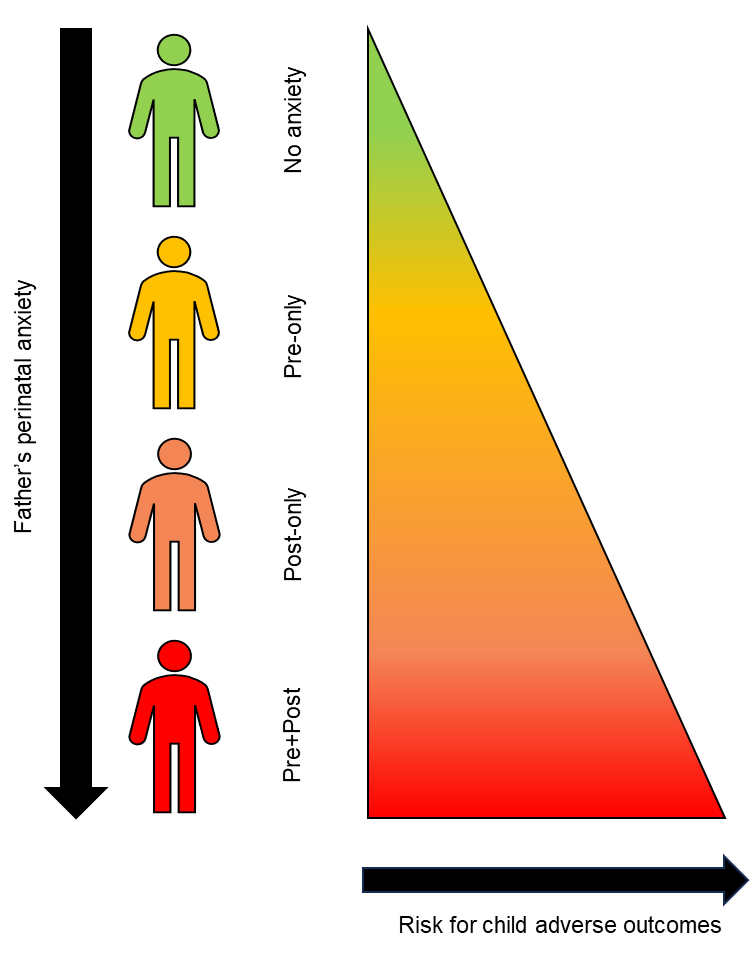 Father’s perinatal anxiety
No anxiety
Pre-only
Post-only
Pre+Post
Risk for child adverse outcomes